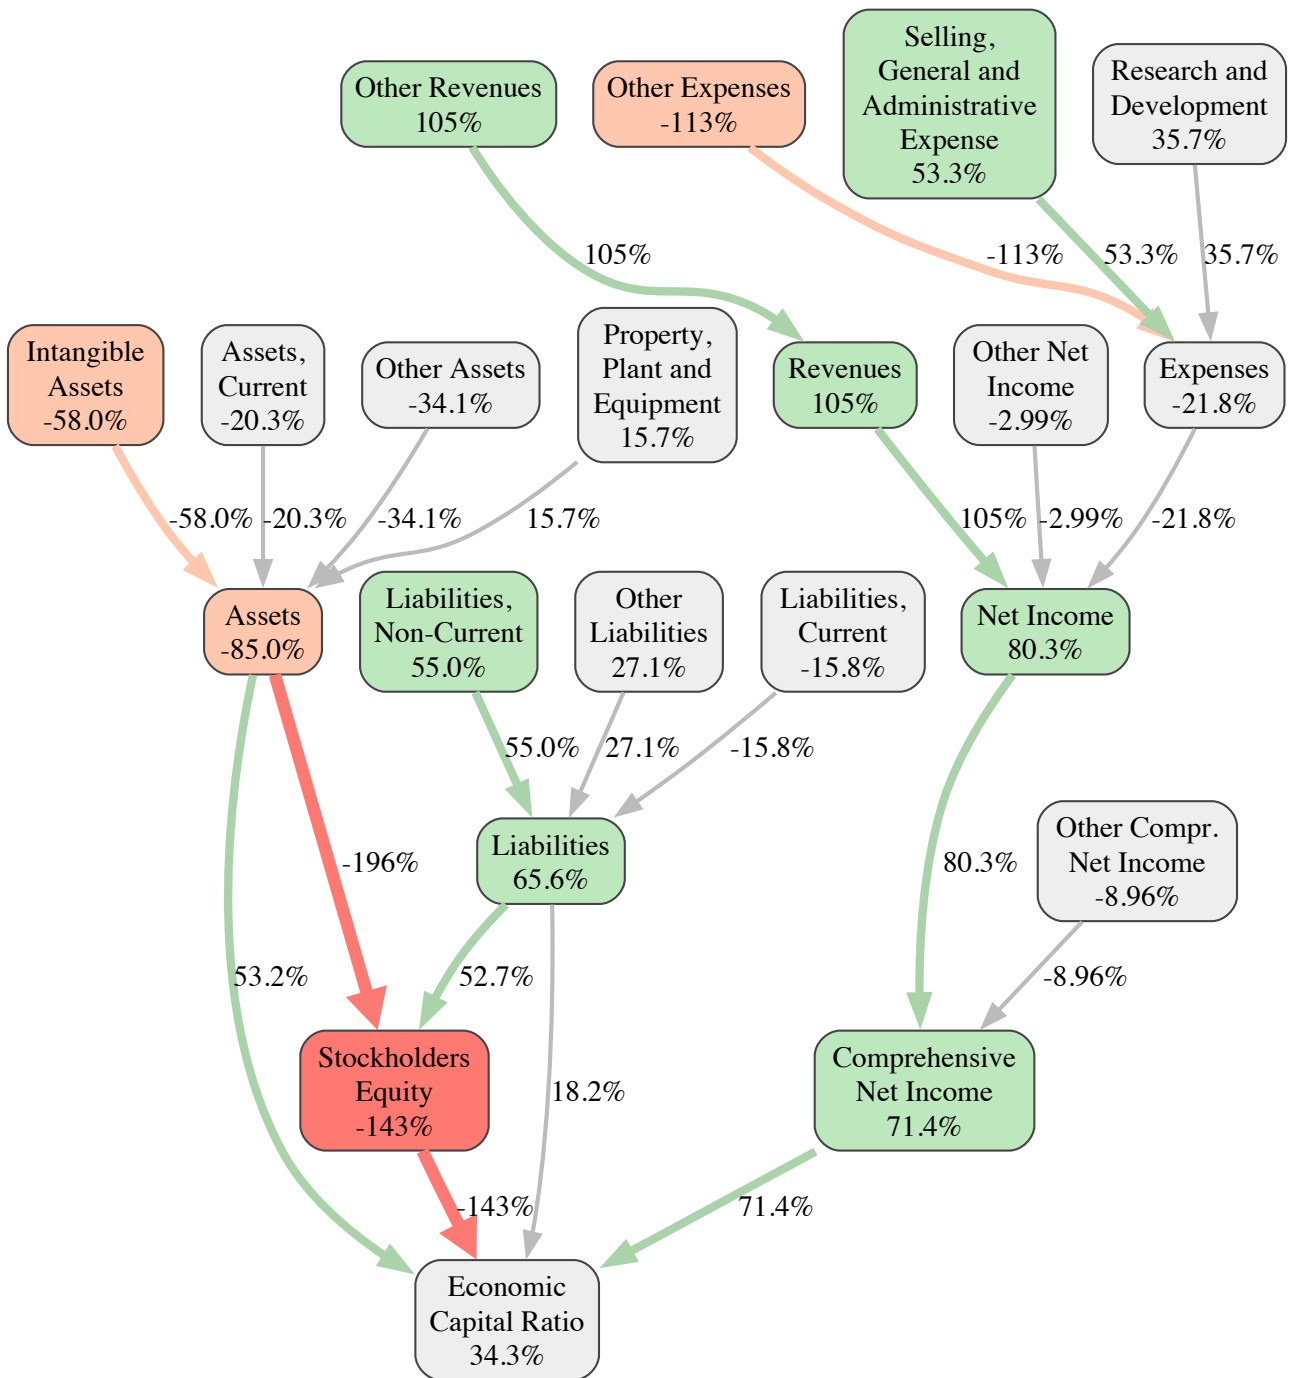 Other Revenues
105%
Other Expenses
-113%
Selling,
General and
Administrative
Expense
53.3%
Research and
Development
35.7%
105%
-113%
53.3%
35.7%
Intangible
Assets
-58.0%
Assets,
Current
-20.3%
Other Assets
-34.1%
Property,
Plant and
Equipment
15.7%
Revenues
105%
Other Net
Income
-2.99%
Expenses
-21.8%
-58.0%
-20.3%
-34.1%
15.7%
105%
-2.99%
-21.8%
Assets
-85.0%
Liabilities,
Non-Current
55.0%
Other
Liabilities
27.1%
Liabilities,
Current
-15.8%
Net Income
80.3%
55.0%
27.1%
-15.8%
-196%
Liabilities
65.6%
80.3%
Other Compr.
Net Income
-8.96%
53.2%
52.7%
-8.96%
Stockholders
Equity
-143%
18.2%
Comprehensive
Net Income
71.4%
-143%
71.4%
Economic
Capital Ratio
34.3%